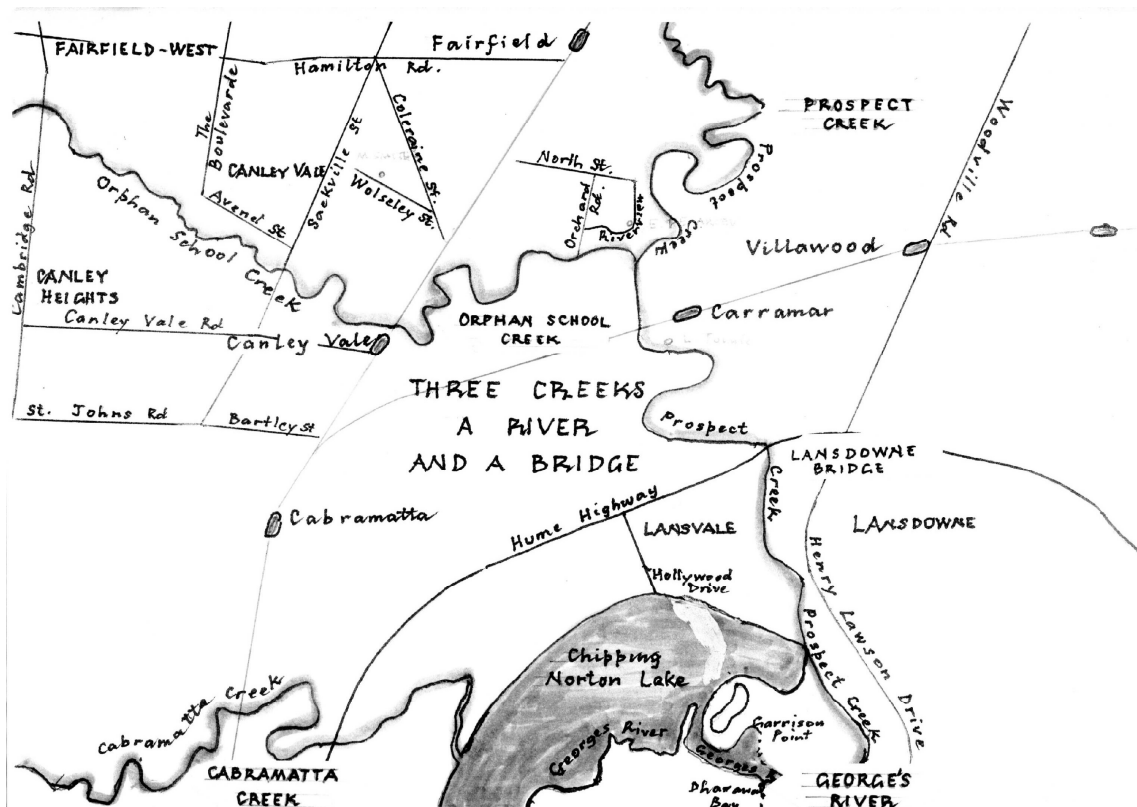 Fairfield
FAIRFIELD-WEST
Hamilton Rd.
The
Boulevarde
Sackville St
Coleraine St.
CANLEY VALE
Wolseley St.
Avenel St
Cambridge Rd
Orphan School Creek
CANLEY
HEIGHTS
Canley Vale Rd
Canley Vale
St. Johns Rd
Bartley St
North St.
Orchard Rd.
Riverview
PROSPECT
CREEK
Prospect
Creek
Woodville Rd
Villawood
Carramar
ORPHAN SCHOOL
CREEK
THREE CREEKS
A RIVER
AND A BRIDGE
Prospect
Creek
LANSDOWNE
BRIDGE
LANSDOWNE
Cabramatta
Hume Highway
LANSVALE
Hollywood
Drive
Henry Lawson Drive
Prospect Creek
Chipping
Norton Lake
Georges River
Garrison
Point
Georges
Cabramatta Creek
CABRAMATTA
CREEK
Dharawal
Bay
GEORGE'S
RIVER